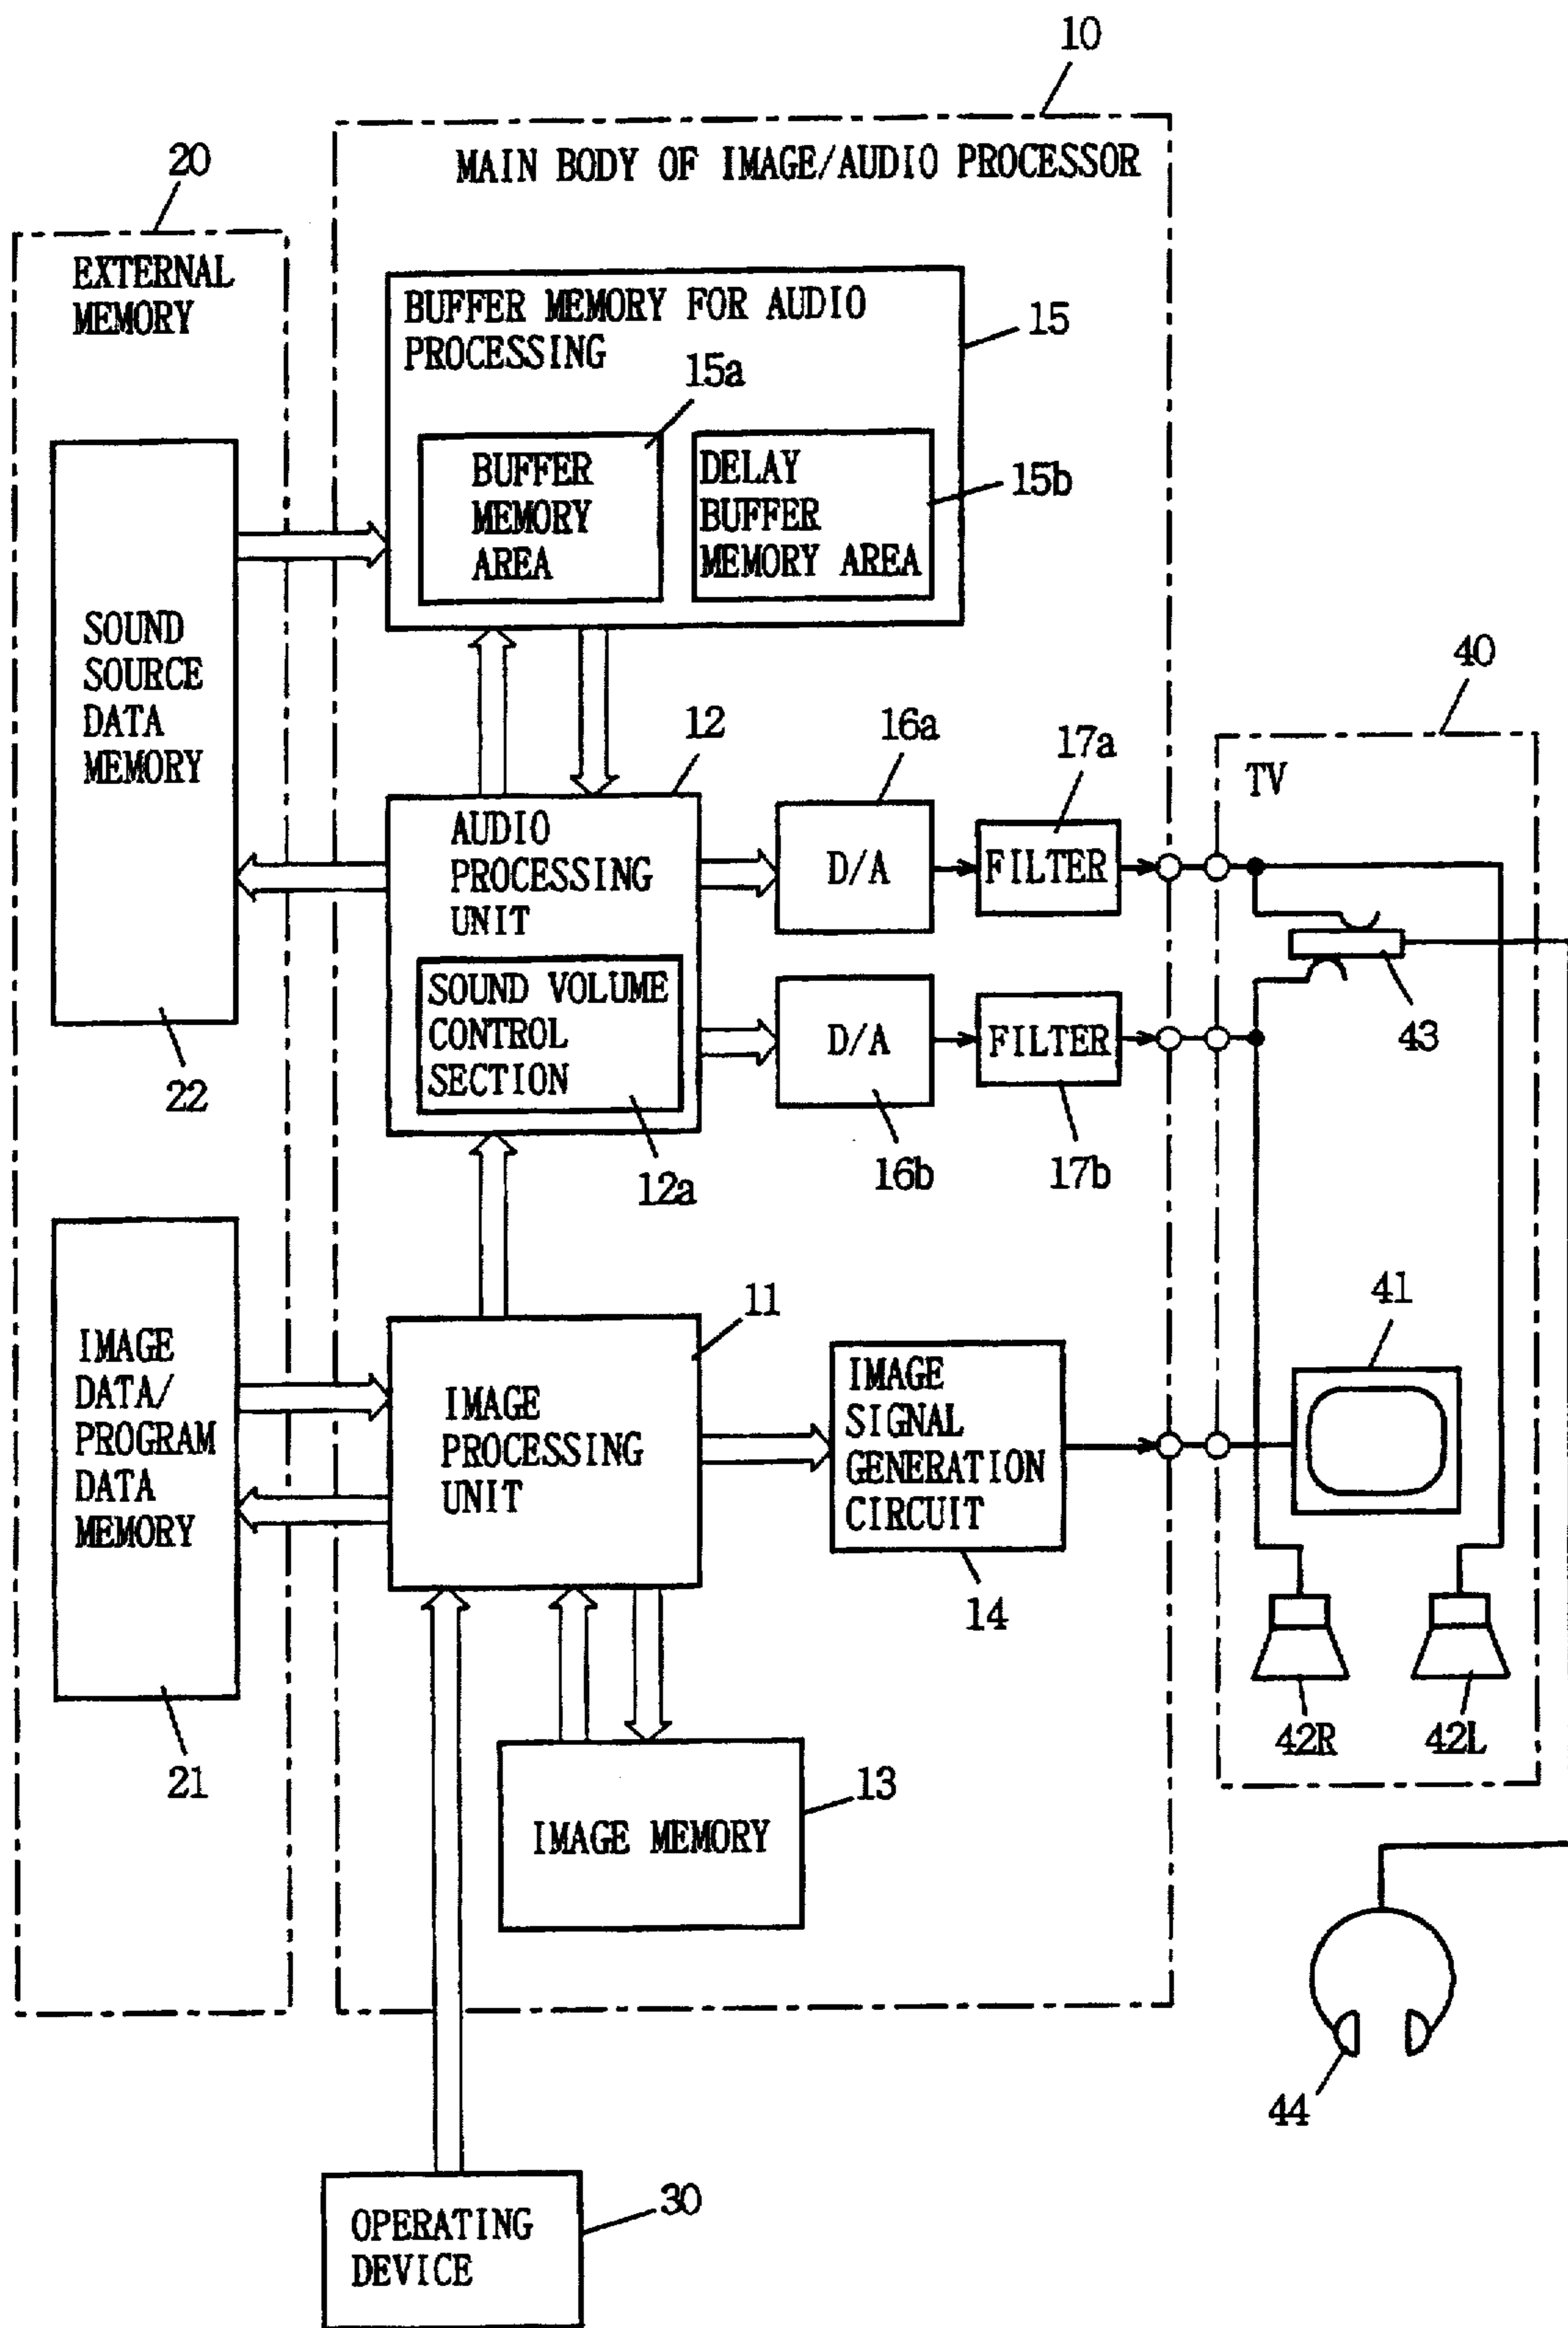 10
MAIN BODY OF IMAGE/AUDIO PROCESSOR
20
EXTERNAL
MEMORY
BUFFER MEMORY FOR AUDIO
PROCESSING
15
15a
BUFFER
MEMORY
AREA
DELAY
BUFFER
MEMORY AREA
15b
SOUND
SOURCE
DATA
MEMORY
22
12
AUDIO
PROCESSING
UNIT
SOUND VOLUME
CONTROL
SECTION
12a
16a
D/A
17a
FILTER
D/A
16b
FILTER
17b
40
TV
43
IMAGE
DATA/
PROGRAM
DATA
MEMORY
21
11
IMAGE
PROCESSING
UNIT
IMAGE
SIGNAL
GENERATION
CIRCUIT
14
41
42R
42L
13
IMAGE MEMORY
44
30
OPERATING
DEVICE